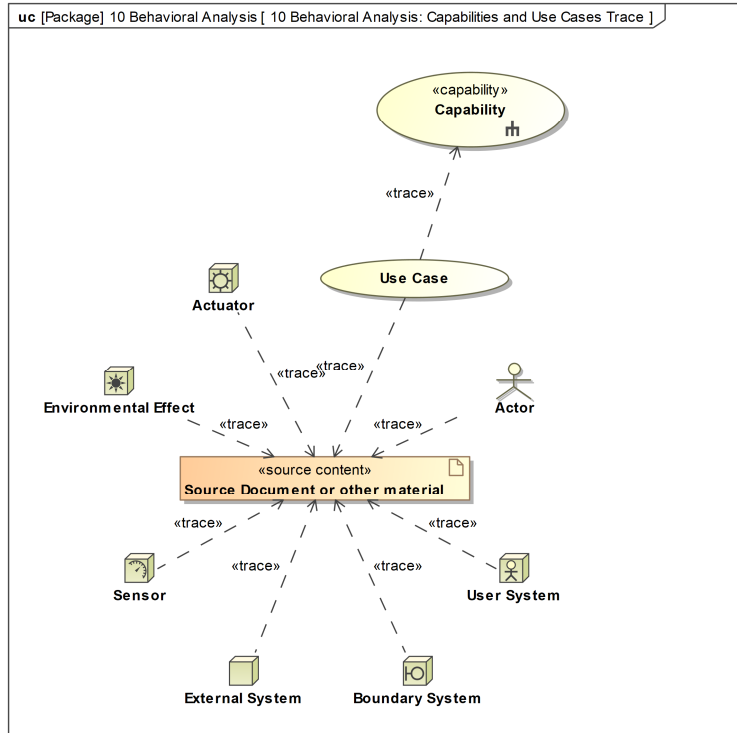 uc [Package] 10 Behavioral Analysis [ 10 Behavioral Analysis: Capabilities and Use Cases Trace ]
«capability»
Capability
«trace»
Use Case
Actuator
«trace»
«trace»
Environmental Effect
Actor
«trace»
«trace»
«source content»
Source Document or other material
«trace»
«trace»
«trace»
«trace»
Sensor
User System
External System
Boundary System